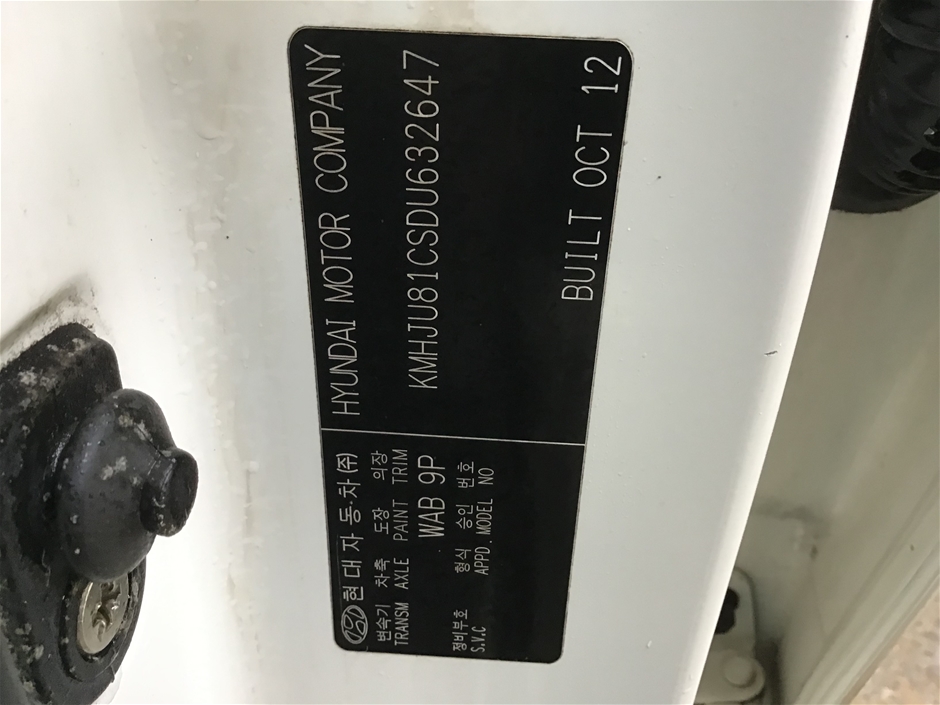 현대자동차(주)
HYUNDAI MOTOR COMPANY
변속기 차축 도장 의장
TRANSM AXLE PAINT TRIM
WAB 9P
KMHJU81CSDU632647
정비부호 형식 승인 번호
S.V.C APPD. MODEL NO
BUILT OCT 12